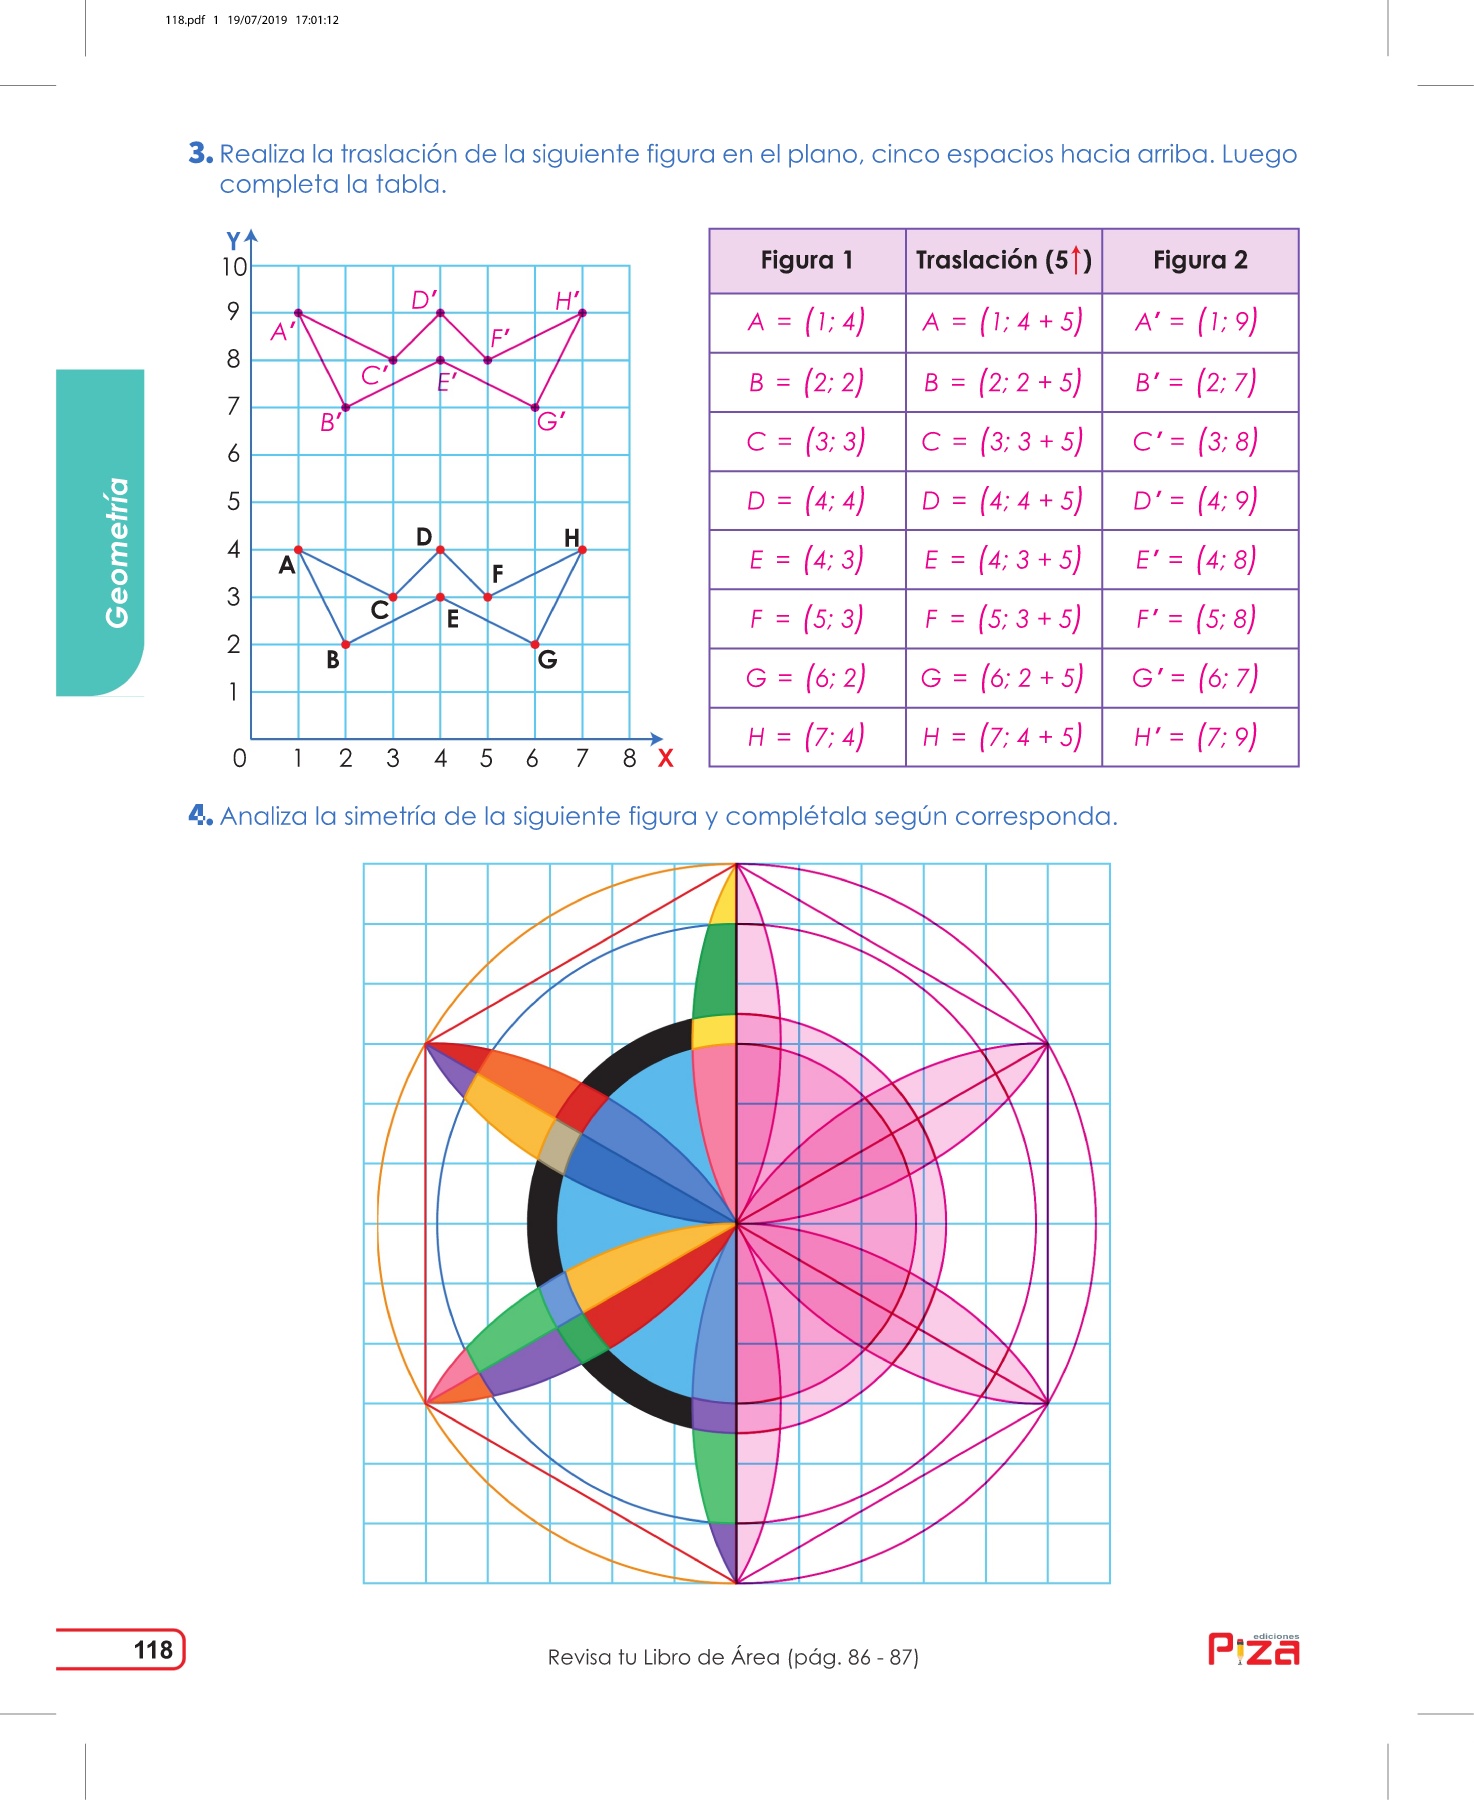 118.pdf 1 19/07/2019 17:01:12
3. Realiza la traslación de la siguiente figura en el plano, cinco espacios hacia arriba. Luego
completa la tabla.
Y
10
9
8
7
6
5
4
3
2
1
0 1 2 3 4 5 6 7 8 X
A′
B′
C′
D′
E′
F′
G′
H′
A
B
C
D
E
F
G
H
Figura 1 Traslación (5↑) Figura 2
A = (1; 4) A = (1; 4 + 5) A′ = (1; 9)
B = (2; 2) B = (2; 2 + 5) B′ = (2; 7)
C = (3; 3) C = (3; 3 + 5) C′ = (3; 8)
D = (4; 4) D = (4; 4 + 5) D′ = (4; 9)
E = (4; 3) E = (4; 3 + 5) E′ = (4; 8)
F = (5; 3) F = (5; 3 + 5) F′ = (5; 8)
G = (6; 2) G = (6; 2 + 5) G′ = (6; 7)
H = (7; 4) H = (7; 4 + 5) H′ = (7; 9)
Geometría
4. Analiza la simetría de la siguiente figura y complétala según corresponda.
118
Revisa tu Libro de Área (pág. 86 - 87)
ediciones
Piza